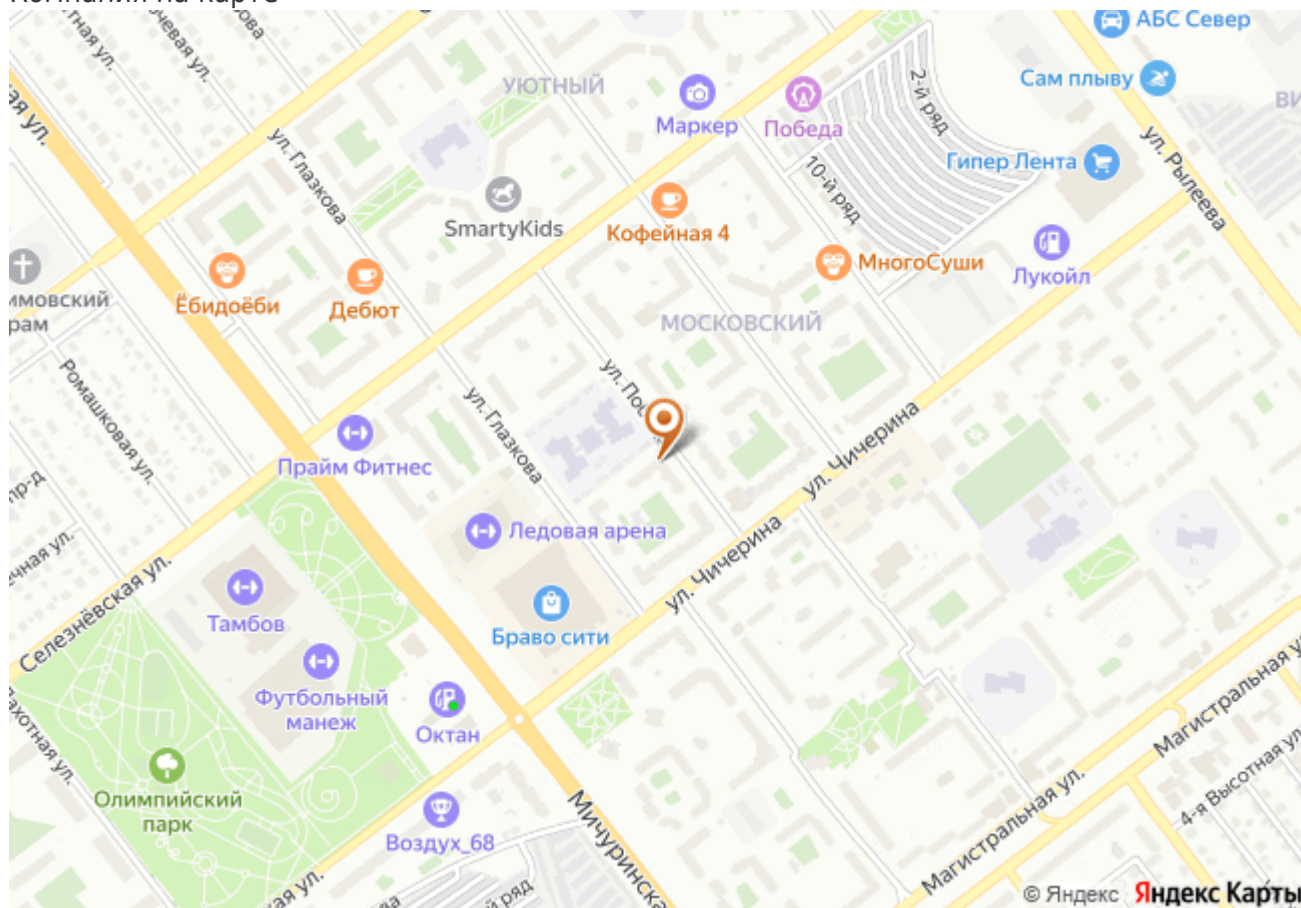 Компания на карте
АБС Север
Сам плыву
УЮТНЫЙ
2-й ряд
Маркер
Победа
ул. Глазкова
10-й ряд
Гипер Лента
ул. Рылеева
SmartyKids
Кофейная 4
МногоСуши
Лукойл
Ёбидоёби
Дебют
МОСКОВСКИЙ
Ромашковая ул.
ул. Глазкова
ул. Чичерина
Прайм Фитнес
Ледовая арена
ул. Чичерина
Селезнёвская ул.
Тамбов
Браво сити
Футбольный
манеж
Октан
Магистральная у
Олимпийский
парк
4-я Высотная ул
Воздух_68
Магистральная ул.
© Яндекс Яндекс Карты